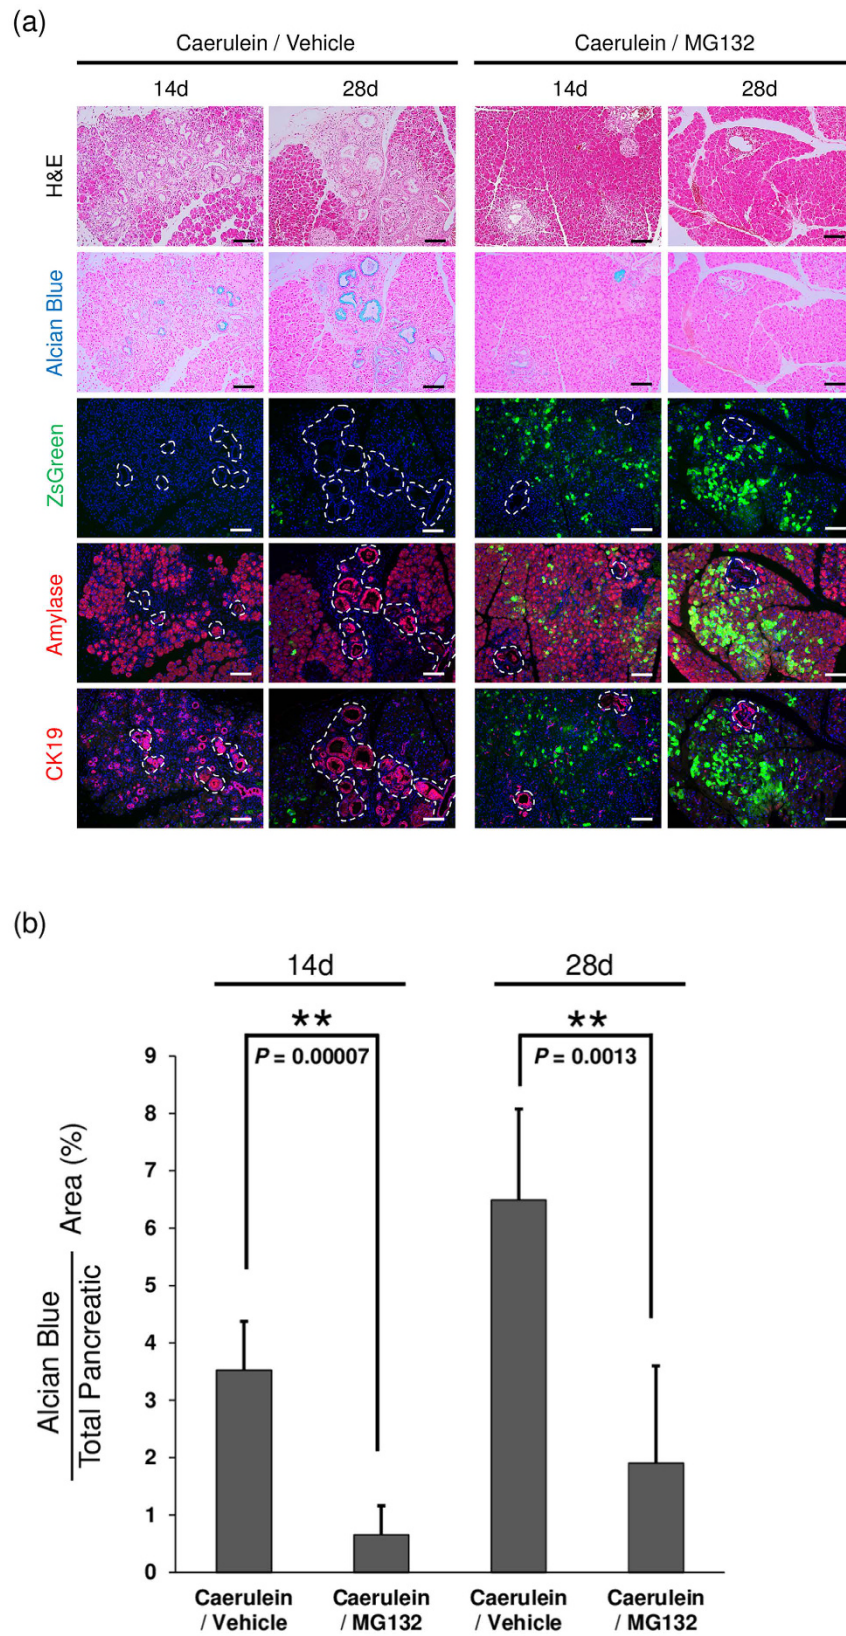 (a)
Caerulein / Vehicle
Caerulein / MG132
14d
28d
14d
28d
H&E
Alcian Blue
ZsGreen
Amylase
CK19
(b)
14d
28d
**
**
P = 0.00007
P = 0.0013
Alcian Blue
Total Pancreatic
Area (%)
9
8
7
6
5
4
3
2
1
0
Caerulein
/ Vehicle
Caerulein
/ MG132
Caerulein
/ Vehicle
Caerulein
/ MG132